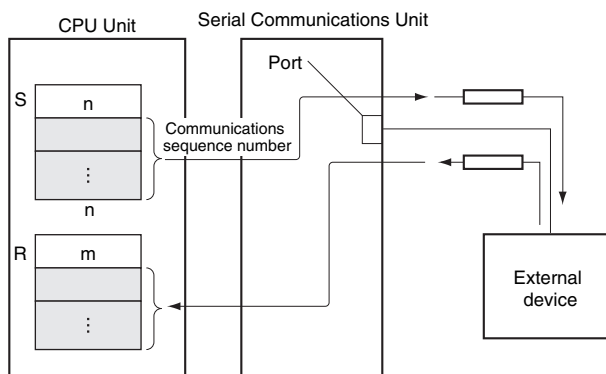 CPU Unit
Serial Communications Unit
Port
S
n
Communications
sequence number
⋮
n
R
m
⋮
External
device